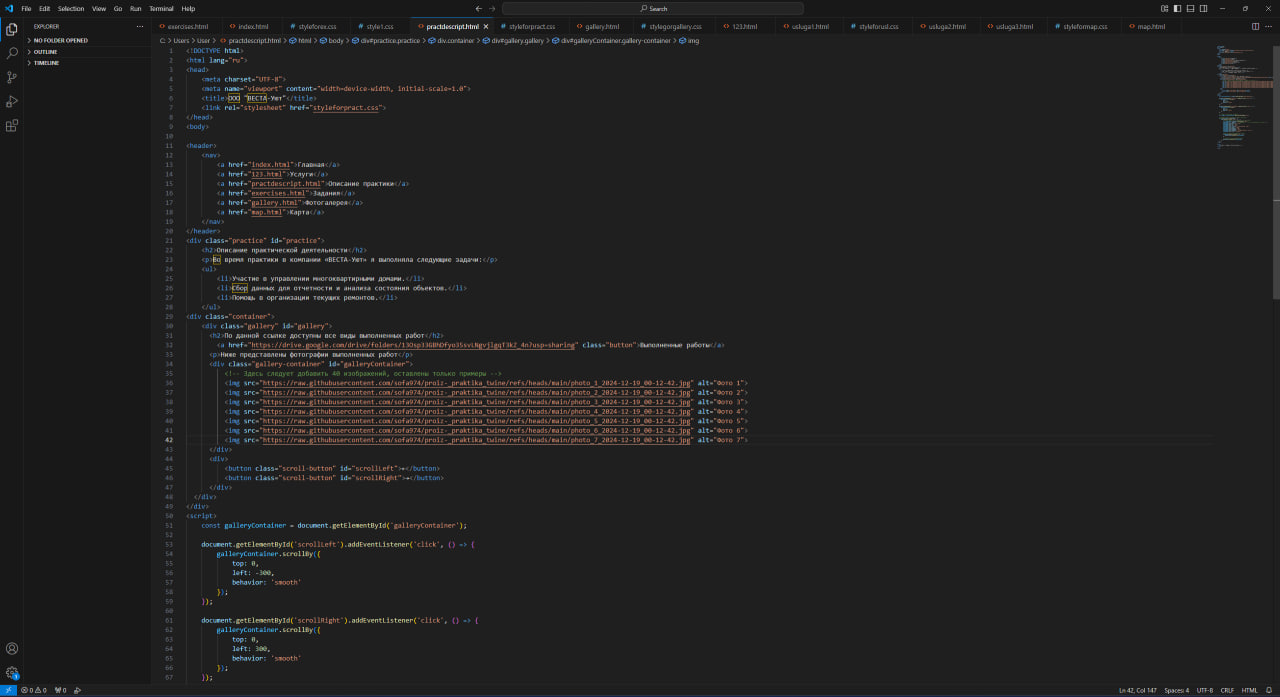 File Edit Selection View Go Run Terminal Help
Search
EXPLORER
NO FOLDER OPENED
OUTLINE
TIMELINE
exercises.html index.html styleforex.css style1.css practdescript.html styleforpract.css gallery.html stylegorgallery.css 123.html usluga1.html styleforusl.css usluga2.html usluga3.html styleformap.css map.html
C: > Users > User > practdescript.html > html > body > div#practice.practice > div.container > div#gallery.gallery > div#galleryContainer.gallery-container > img
1 <!DOCTYPE html>
2 <html lang="ru">
3 <head>
4 <meta charset="UTF-8">
5 <meta name="viewport" content="width=device-width, initial-scale=1.0">
6 <title>ООО "ВЕСТА-Уют"</title>
7 <link rel="stylesheet" href="styleforpract.css">
8 </head>
9 <body>
10
11 <header>
12 <nav>
13 <a href="index.html">Главная</a>
14 <a href="123.html">Услуги</a>
15 <a href="practdescript.html">Описание практики</a>
16 <a href="exercises.html">Задания</a>
17 <a href="gallery.html">Фотогалерея</a>
18 <a href="map.html">Карта</a>
19 </nav>
20 </header>
21 <div class="practice" id="practice">
22 <h2>Описание практической деятельности</h2>
23 <p>Во время практики в компании «ВЕСТА-Уют» я выполняла следующие задачи:</p>
24 <ul>
25 <li>Участие в управлении многоквартирными домами.</li>
26 <li>Сбор данных для отчетности и анализа состояния объектов.</li>
27 <li>Помощь в организации текущих ремонтов.</li>
28 </ul>
29 <div class="container">
30 <div class="gallery" id="gallery">
31 <h2>По данной ссылке доступны все виды выполненных работ</h2>
32 <a href="https://drive.google.com/drive/folders/ class="button">Выполненные работы</a>
33 <p>Ниже представлены фотографии выполненных работ</p>
34 <div class="gallery-container" id="galleryContainer">
35 <!-- Здесь следует добавить 40 изображений, оставлены только примеры -->
36 <img src="https://raw.githubusercontent.com/sofa974/proiz-_praktika_twine/refs/heads/main/photo_1_2024-12-19_00-12-42.jpg" alt="Фото 1">
37 <img src="https://raw.githubusercontent.com/sofa974/proiz-_praktika_twine/refs/heads/main/photo_2_2024-12-19_00-12-42.jpg" alt="Фото 2">
38 <img src="https://raw.githubusercontent.com/sofa974/proiz-_praktika_twine/refs/heads/main/photo_3_2024-12-19_00-12-42.jpg" alt="Фото 3">
39 <img src="https://raw.githubusercontent.com/sofa974/proiz-_praktika_twine/refs/heads/main/photo_4_2024-12-19_00-12-42.jpg" alt="Фото 4">
40 <img src="https://raw.githubusercontent.com/sofa974/proiz-_praktika_twine/refs/heads/main/photo_5_2024-12-19_00-12-42.jpg" alt="Фото 5">
41 <img src="https://raw.githubusercontent.com/sofa974/proiz-_praktika_twine/refs/heads/main/photo_6_2024-12-19_00-12-42.jpg" alt="Фото 6">
42 <img src="https://raw.githubusercontent.com/sofa974/proiz-_praktika_twine/refs/heads/main/photo_7_2024-12-19_00-12-42.jpg" alt="Фото 7">
43 </div>
44 <div>
45 <button class="scroll-button" id="scrollLeft"></button>
46 <button class="scroll-button" id="scrollRight"></button>
47 </div>
48 </div>
49 </div>
50 <script>
51 const galleryContainer = document.getElementById('galleryContainer');
52
53 document.getElementById('scrollLeft').addEventListener('click', () => {
54 galleryContainer.scrollBy({
55 top: 0,
56 left: -300,
57 behavior: 'smooth'
58 });
59 });
60
61 document.getElementById('scrollRight').addEventListener('click', () => {
62 galleryContainer.scrollBy({
63 top: 0,
64 left: 300,
65 behavior: 'smooth'
66 });
67 });
0 0 0 Ln 42, Col 147 Spaces: 4 UTF-8 CRLF HTML